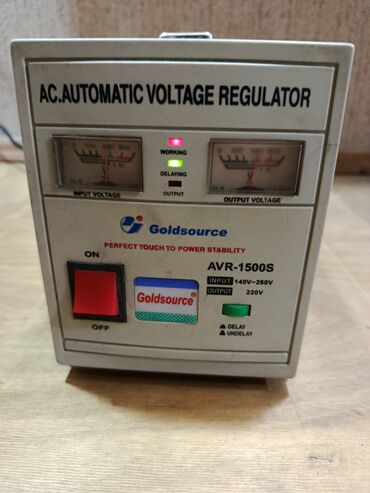 AC.AUTOMATIC VOLTAGE REGULATOR
WORKING
DELAYING
OUTPUT
INPUT VOLTAGE
OUTPUT VOLTAGE
Goldsource
PERFECT TOUCH TO POWER STABILITY
ON
OFF
Goldsource
AVR-1500S
INPUT 140V~260V
OUTPUT 220V
DELAY
UNDELAY